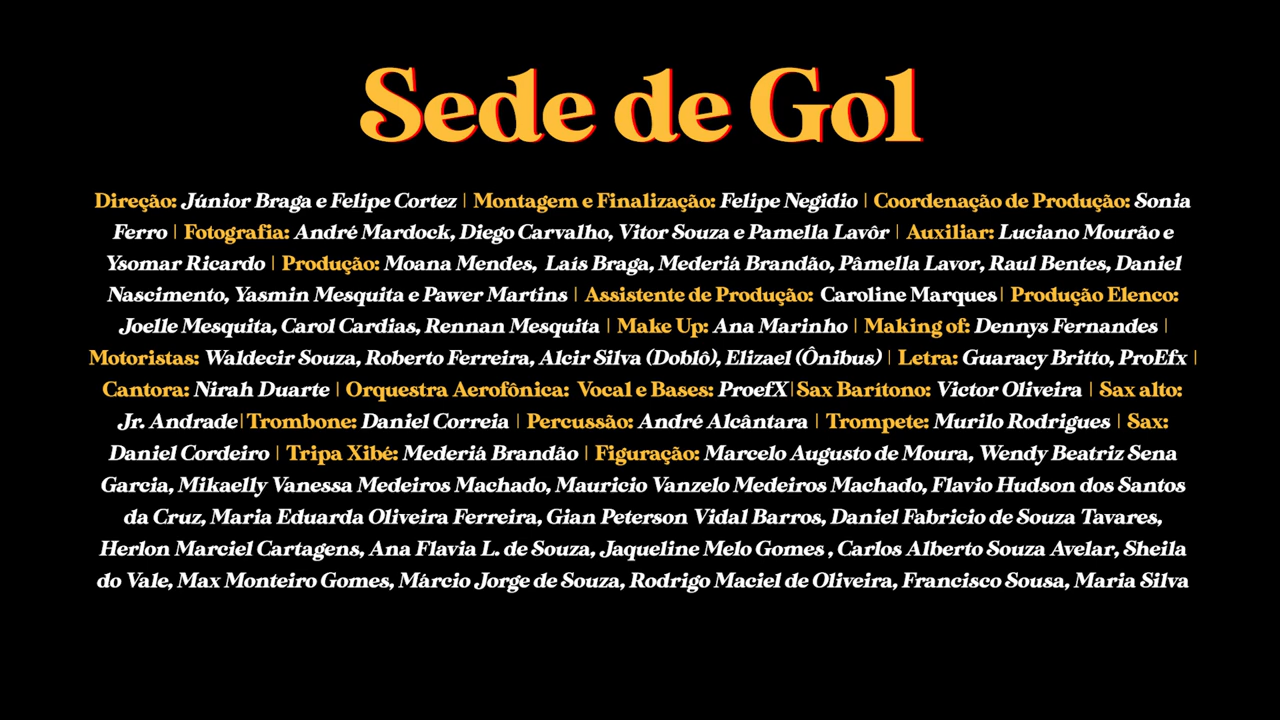 Sede de Gol
Direção: Júnior Braga e Felipe Cortez | Montagem e Finalização: Felipe Negidio | Coordenação de Produção: Sonia
Ferro | Fotografia: André Mardock, Diego Carvalho, Vitor Souza e Pamella Lavôr | Auxiliar: Luciano Mourão e
Ysomar Ricardo | Produção: Moana Mendes, Laís Braga, Mederiá Brandão, Pâmella Lavor, Raul Bentes, Daniel
Nascimento, Yasmin Mesquita e Pawer Martins | Assistente de Produção: Caroline Marques | Produção Elenco:
Joelle Mesquita, Carol Cardias, Rennan Mesquita | Make Up: Ana Marinho | Making of: Dennys Fernandes |
Motoristas: Waldecir Souza, Roberto Ferreira, Alcir Silva (Doblô), Elizael (Ônibus) | Letra: Guaracy Britto, ProEfx |
Cantora: Nirah Duarte | Orquestra Aerofônica: Vocal e Bases: ProefX | Sax Barítono: Victor Oliveira | Sax alto:
Jr. Andrade | Trombone: Daniel Correia | Percussão: André Alcântara | Trompete: Murilo Rodrigues | Sax:
Daniel Cordeiro | Tripa Xibé: Mederiá Brandão | Figuração: Marcelo Augusto de Moura, Wendy Beatriz Sena
Garcia, Mikaelly Vanessa Medeiros Machado, Mauricio Vanzelo Medeiros Machado, Flavio Hudson dos Santos
da Cruz, Maria Eduarda Oliveira Ferreira, Gian Peterson Vidal Barros, Daniel Fabricio de Souza Tavares,
Herlon Marciel Cartagens, Ana Flavia L. de Souza, Jaqueline Melo Gomes , Carlos Alberto Souza Avelar, Sheila
do Vale, Max Monteiro Gomes, Márcio Jorge de Souza, Rodrigo Maciel de Oliveira, Francisco Sousa, Maria Silva